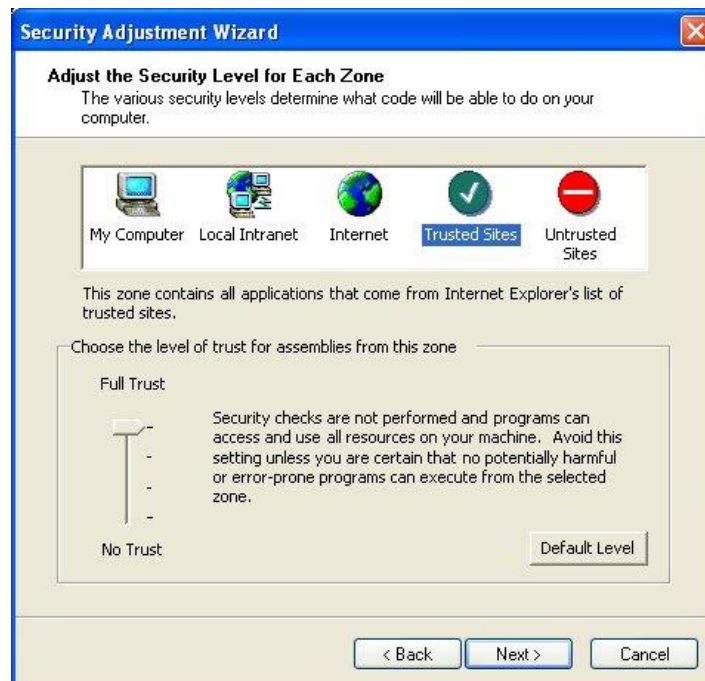 Security Adjustment Wizard
Adjust the Security Level for Each Zone
The various security levels determine what code will be able to do on your
computer.
My Computer
Local Intranet
Internet
Trusted Sites
Untrusted
Sites
This zone contains all applications that come from Internet Explorer's list of
trusted sites.
Choose the level of trust for assemblies from this zone
Full Trust
Security checks are not performed and programs can
access and use all resources on your machine. Avoid this
setting unless you are certain that no potentially harmful
or error-prone programs can execute from the selected
zone.
No Trust
Default Level
< Back
Next >
Cancel